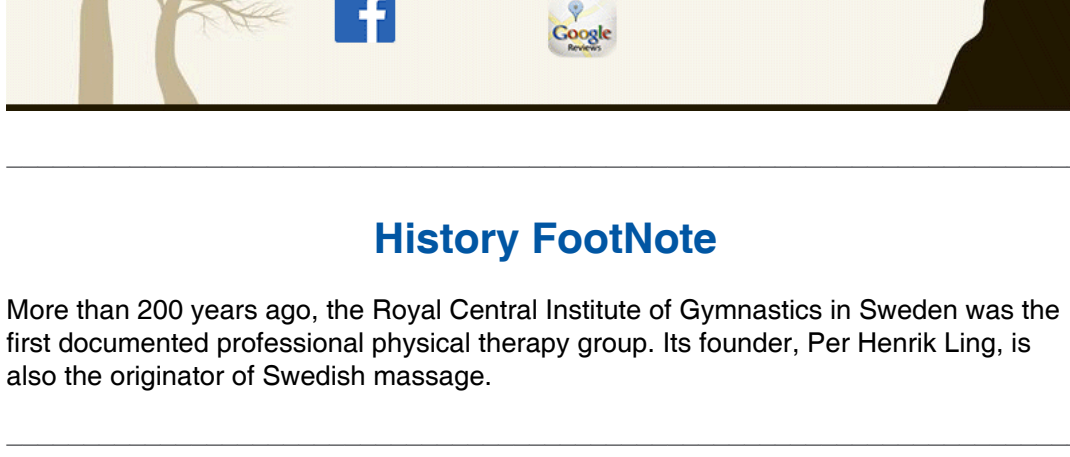 Google
Reviews
History FootNote
More than 200 years ago, the Royal Central Institute of Gymnastics in Sweden was the
first documented professional physical therapy group. Its founder, Per Henrik Ling, is
also the originator of Swedish massage.